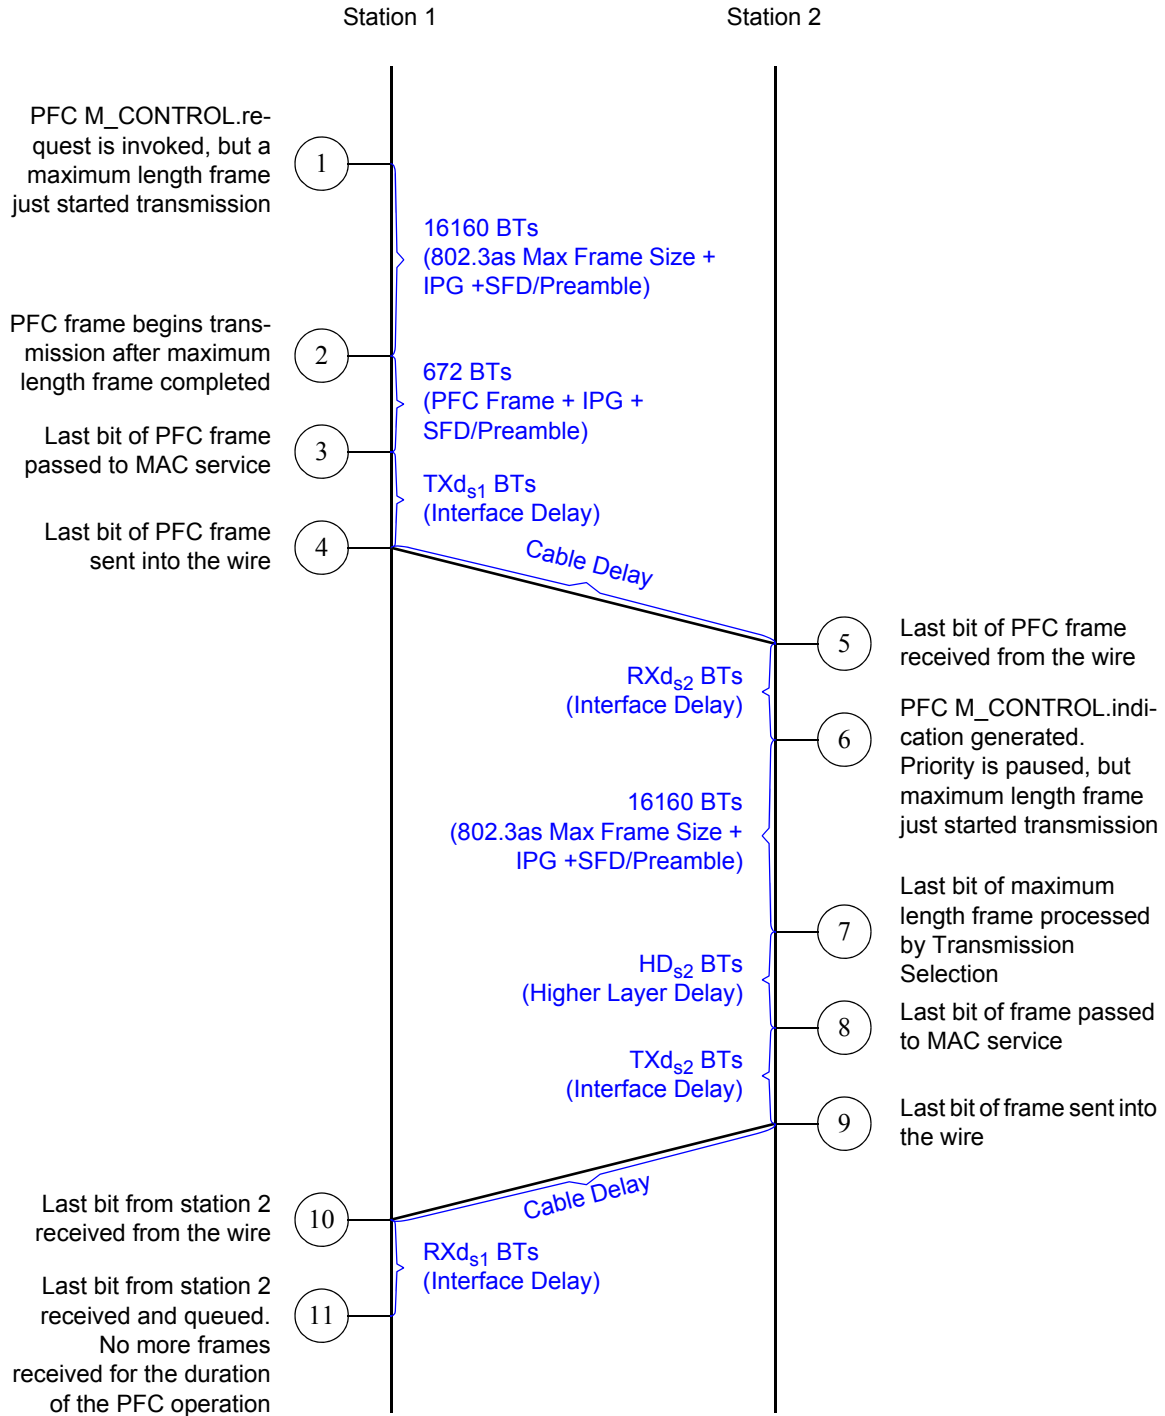 Station 1
Station 2
PFC M_CONTROL.re-
quest is invoked, but a
maximum length frame
just started transmission
1
16160 BTs
(802.3as Max Frame Size +
IPG +SFD/Preamble)
PFC frame begins trans-
mission after maximum
length frame completed
2
672 BTs
(PFC Frame + IPG +
SFD/Preamble)
Last bit of PFC frame
passed to MAC service
3
TXds1 BTs
(Interface Delay)
Last bit of PFC frame
sent into the wire
4
Cable Delay
5
Last bit of PFC frame
received from the wire
RXds2 BTs
(Interface Delay)
6
PFC M_CONTROL.indi-
cation generated.
Priority is paused, but
maximum length frame
just started transmission
16160 BTs
(802.3as Max Frame Size +
IPG +SFD/Preamble)
7
Last bit of maximum
length frame processed
by Transmission
Selection
HDs2 BTs
(Higher Layer Delay)
8
Last bit of frame passed
to MAC service
TXds2 BTs
(Interface Delay)
9
Last bit of frame sent into
the wire
Cable Delay
Last bit from station 2
received from the wire
10
RXds1 BTs
(Interface Delay)
Last bit from station 2
received and queued.
No more frames
received for the duration
of the PFC operation
11